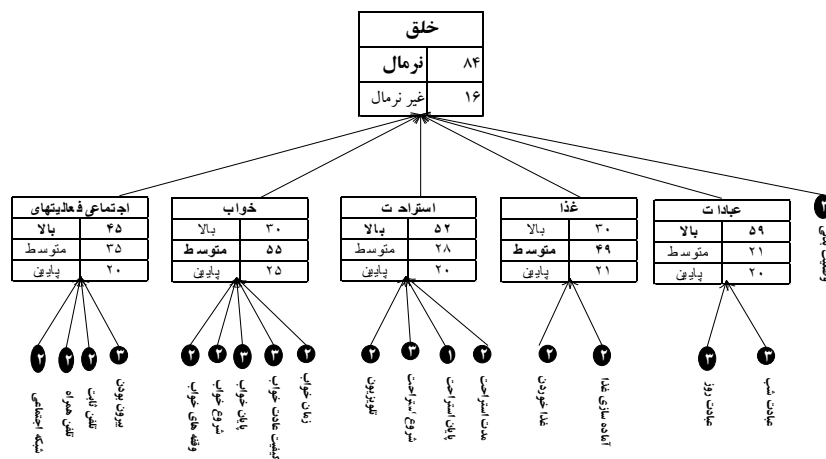 خلق
نرمال ۸۴
غیر نرمال ۱۶
اجتماعی فعالیتهای
بالا ۴۵
متوسط ۳۵
پایین ۲۰
خواب
بالا ۳۰
متوسط ۵۵
پایین ۲۵
استراحت
بالا ۵۲
متوسط ۲۸
پایین ۲۰
غذا
بالا ۳۰
متوسط ۴۹
پایین ۲۱
عبادات
بالا ۵۹
متوسط ۲۱
پایین ۲۰
شبکه اجتماعی ۲
تلفن همراه ۲
تلفن ثابت ۲
بیرون بودن ۳
وقفه های خواب ۲
شروع خواب ۲
پایان خواب ۳
کیفیت عادت خواب ۳
زمان خواب ۲
تلویزیون ۲
شروع استراحت ۳
پایان استراحت ۱
مدت استراحت ۲
غذا خوردن ۲
آماده سازی غذا ۲
عبادت روز ۳
عبادت شب ۳